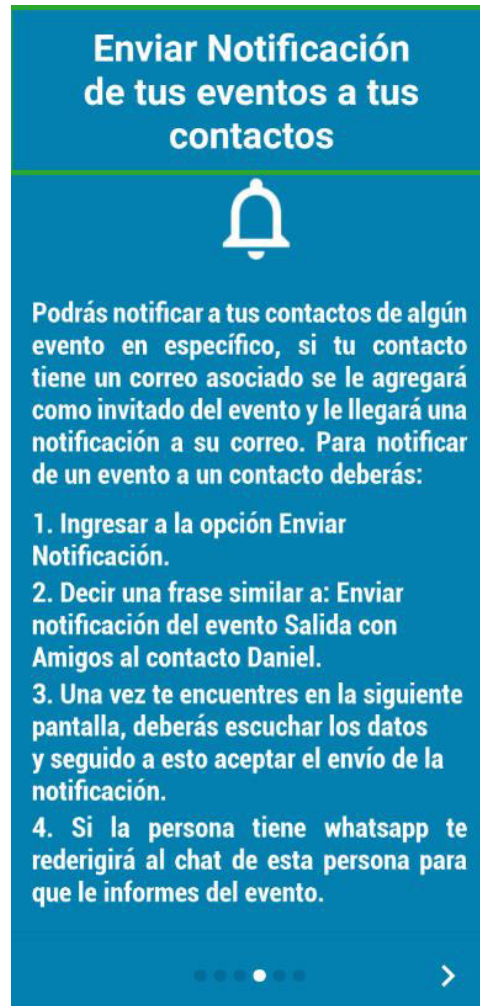 Enviar Notificación
de tus eventos a tus
contactos
Podrás notificar a tus contactos de algún
evento en específico, si tu contacto
tiene un correo asociado se le agregará
como invitado del evento y le llegará una
notificación a su correo. Para notificar
de un evento a un contacto deberás:
1. Ingresar a la opción Enviar
Notificación.
2. Decir una frase similar a: Enviar
notificación del evento Salida con
Amigos al contacto Daniel.
3. Una vez te encuentres en la siguiente
pantalla, deberás escuchar los datos
y seguido a esto aceptar el envío de la
notificación.
4. Si la persona tiene whatsapp te
rederigirá al chat de esta persona para
que le informes del evento.